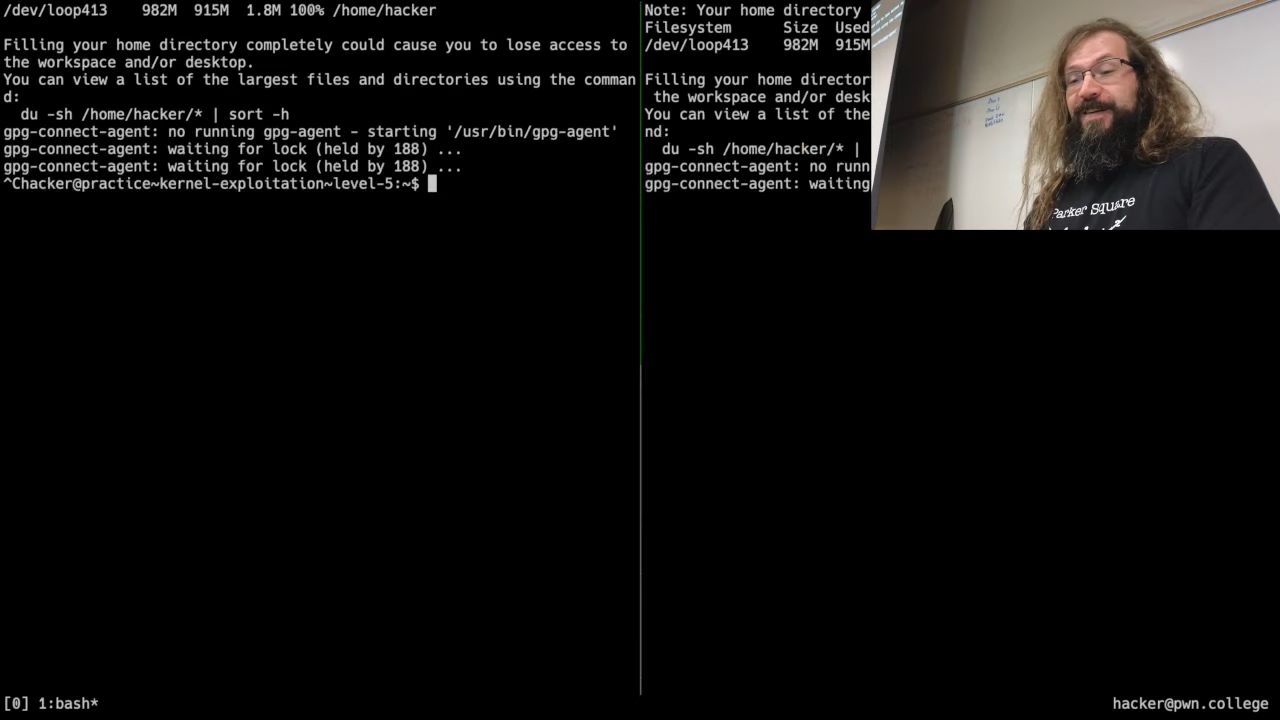 /dev/loop413    982M  915M  1.8M 100% /home/hacker
Filling your home directory completely could cause you to lose access to
the workspace and/or desktop.
You can view a list of the largest files and directories using the comman
d:
  du -sh /home/hacker/* | sort -h
gpg-connect-agent: no running gpg-agent - starting '/usr/bin/gpg-agent'
gpg-connect-agent: waiting for lock (held by 188) ...
gpg-connect-agent: waiting for lock (held by 188) ...
^Chacker@practice~kernel-exploitation~level-5:~$
Note: Your home directory
Filesystem      Size  Used
/dev/loop413    982M  915M
Filling your home director
 the workspace and/or desk
You can view a list of the
nd:
  du -sh /home/hacker/* |
gpg-connect-agent: no runn
gpg-connect-agent: waiting
Parker Square
[0] 1:bash*
hacker@pwn.college